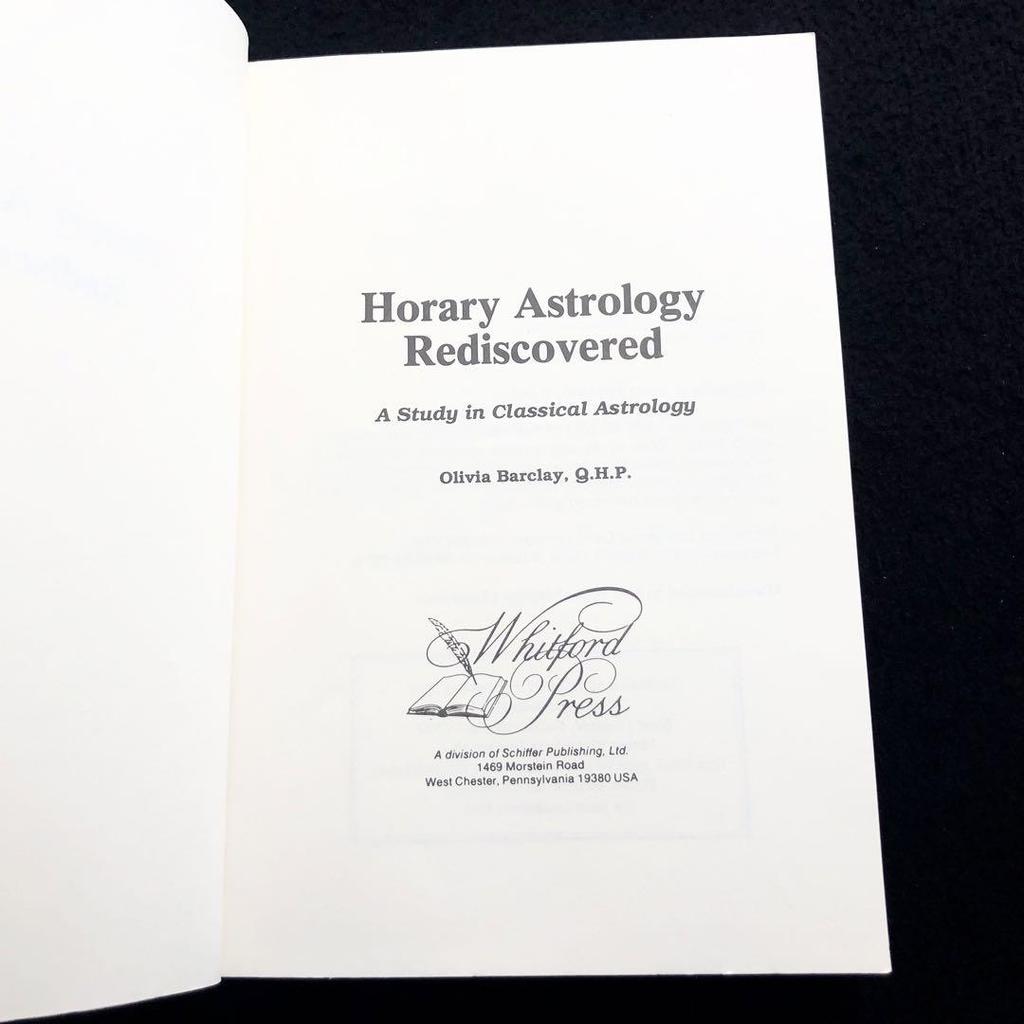 Horary Astrology
Rediscovered
A Study in Classical Astrology
Olivia Barclay, Q.H.P.
Whitford
Press
A division of Schiffer Publishing, Ltd.
1469 Morstein Road
West Chester, Pennsylvania 19380 USA